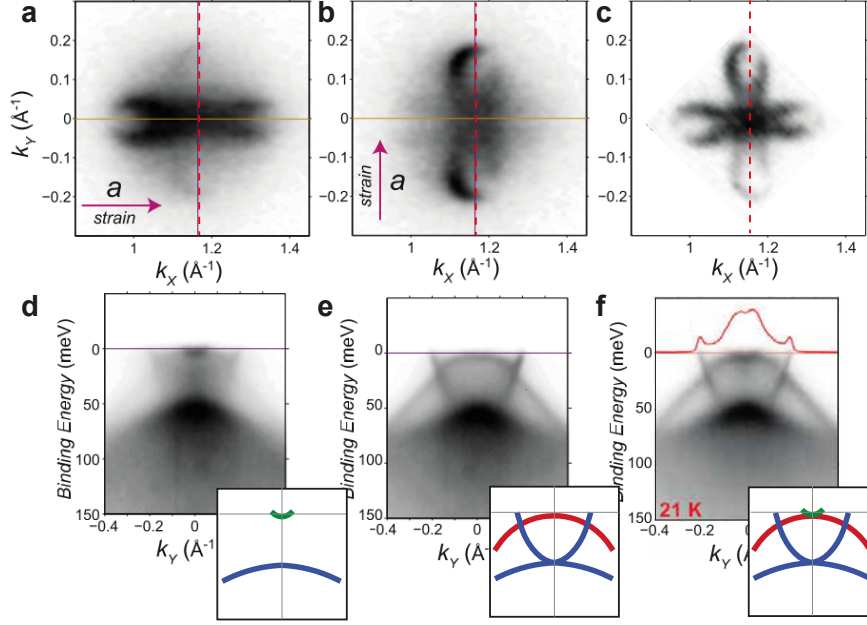 a
b
c
k_Y (Å⁻¹)
0.2
0.1
0
−0.1
−0.2
a
strain
1
1.2
1.4
k_X (Å⁻¹)
0.2
0.1
0
−0.1
−0.2
strain
a
1
1.2
1.4
k_X (Å⁻¹)
0.2
0.1
0
−0.1
−0.2
1
1.2
1.4
k_X (Å⁻¹)
d
e
f
Binding Energy (meV)
0
50
100
150
−0.4
−0.2
0
k_Y (Å⁻¹)
Binding Energy (meV)
0
50
100
150
−0.4
−0.2
0
k_Y (Å
Binding Energy (meV)
0
50
100
150
21 K
−0.4
−0.2
0
k_Y (Å